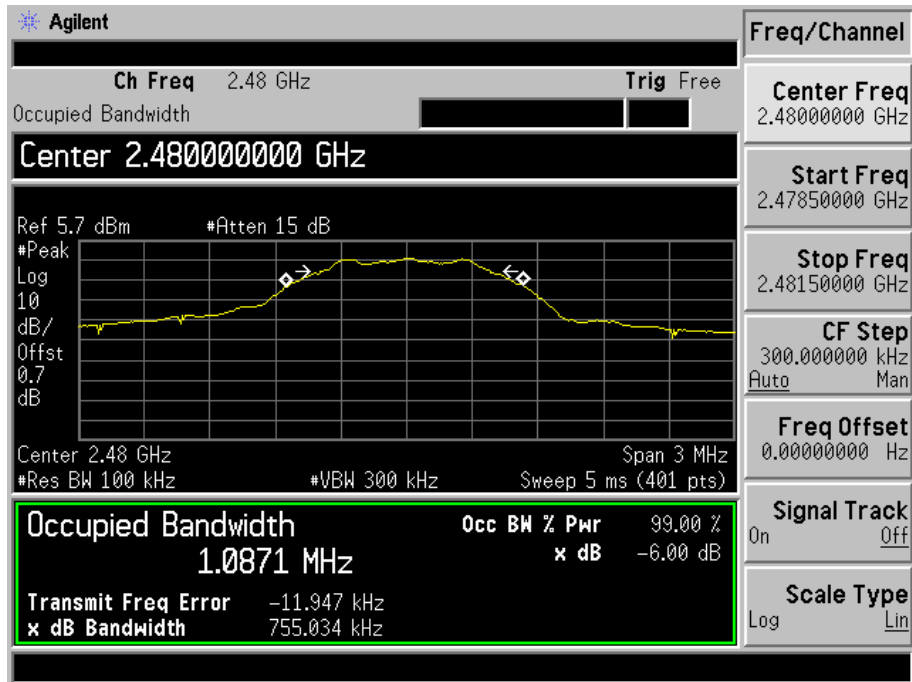 Agilent
Freq/Channel
Ch Freq 2.48 GHz Trig Free
Occupied Bandwidth
Center 2.480000000 GHz
Ref 5.7 dBm #Atten 15 dB
#Peak
Log
10
dB/
Offst
0.7
dB
Center 2.48 GHz Span 3 MHz
#Res BW 100 kHz #VBW 300 kHz Sweep 5 ms (401 pts)
Occupied Bandwidth
1.0871 MHz
Occ BW % Pwr 99.00 %
x dB -6.00 dB
Transmit Freq Error -11.947 kHz
x dB Bandwidth 755.034 kHz
Center Freq
2.48000000 GHz
Start Freq
2.47850000 GHz
Stop Freq
2.48150000 GHz
CF Step
300.000000 kHz
Auto Man
Freq Offset
0.00000000 Hz
Signal Track
On Off
Scale Type
Log Lin